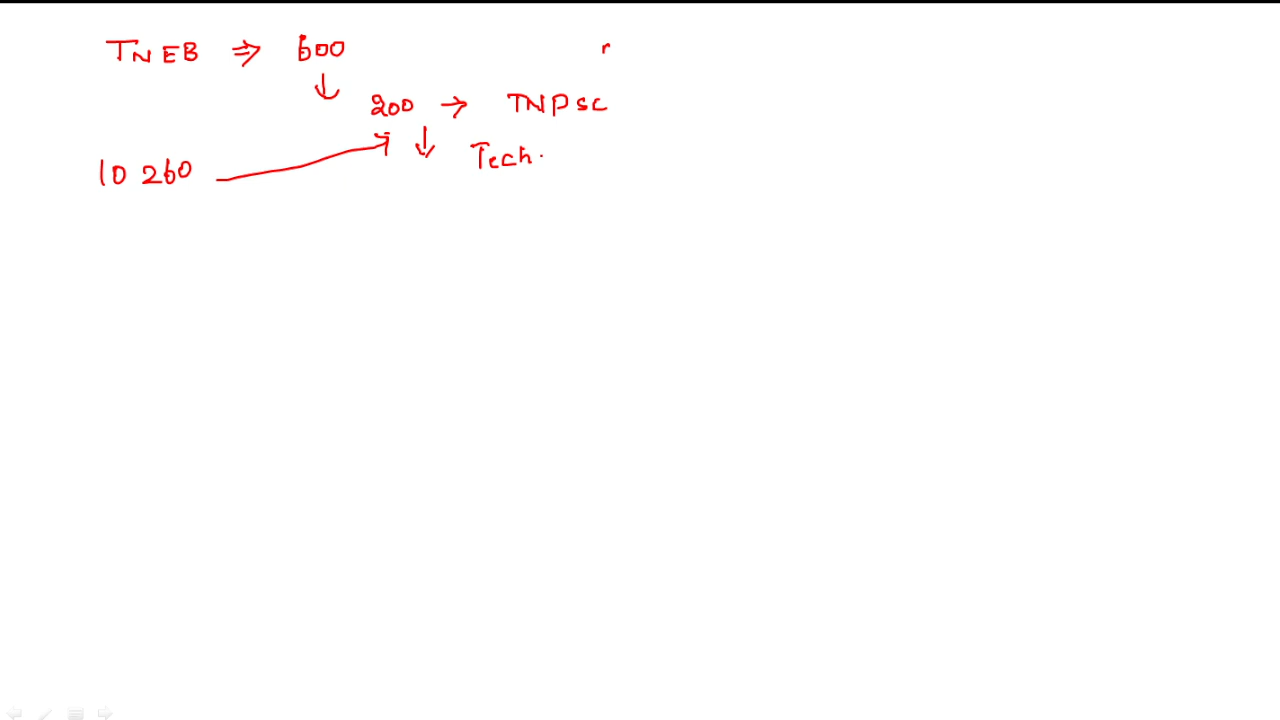 TNEB ⇒ 600
↓ 200 → TNPSC
↓ Tech.
10 260 →